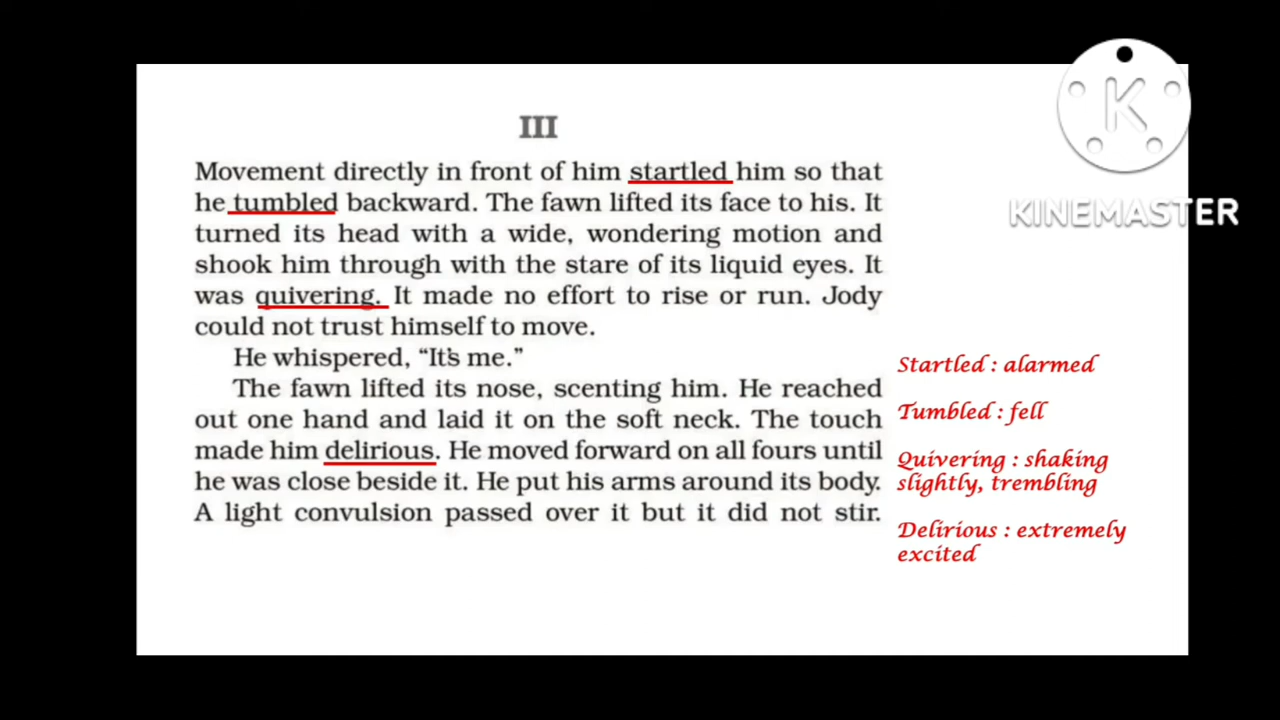 III
Movement directly in front of him startled him so that
he tumbled backward. The fawn lifted its face to his. It
turned its head with a wide, wondering motion and
shook him through with the stare of its liquid eyes. It
was quivering. It made no effort to rise or run. Jody
could not trust himself to move.
He whispered, “It's me.”
The fawn lifted its nose, scenting him. He reached
out one hand and laid it on the soft neck. The touch
made him delirious. He moved forward on all fours until
he was close beside it. He put his arms around its body.
A light convulsion passed over it but it did not stir.
Startled : alarmed
Tumbled : fell
Quivering : shaking
slightly, trembling
Delirious : extremely
excited
K
KINEMASTER